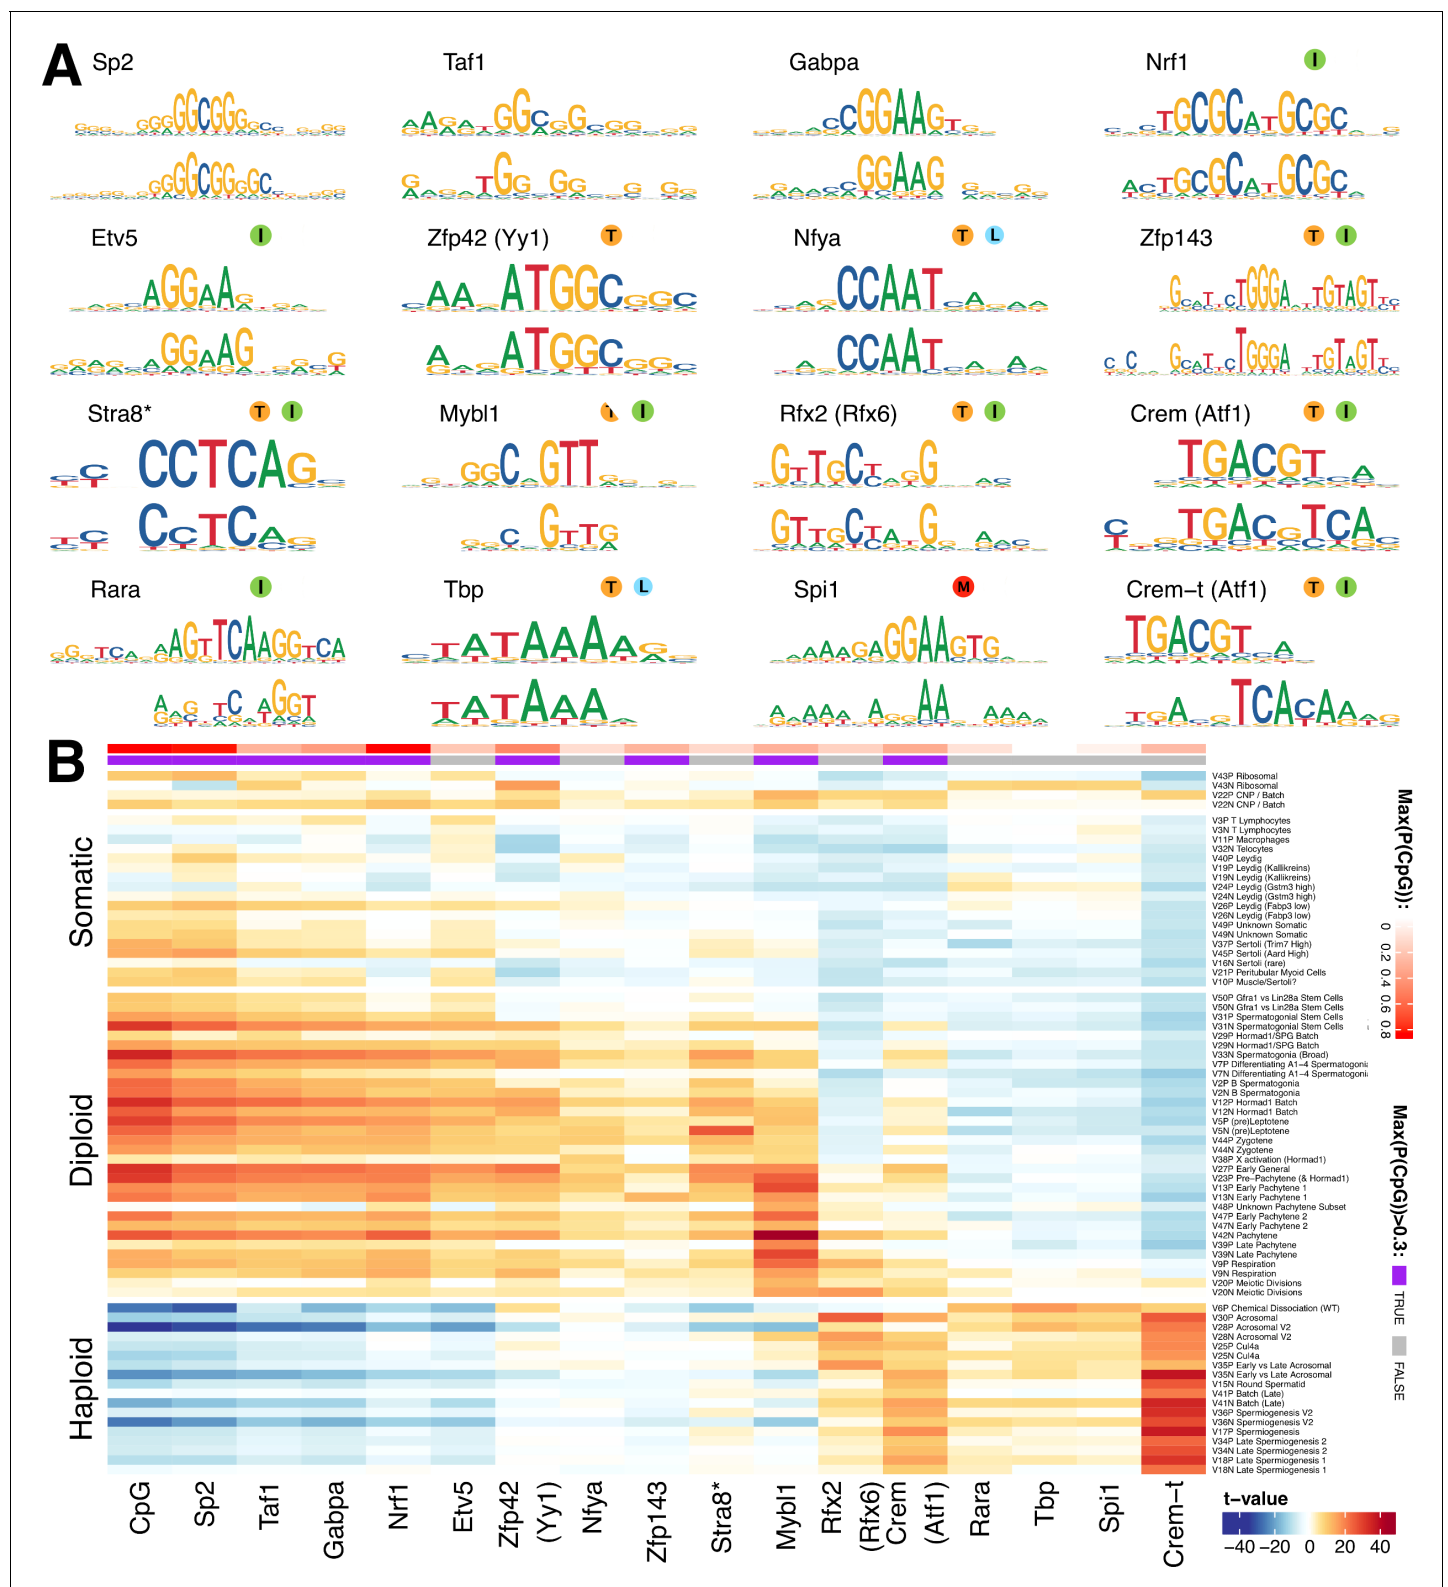 A
Sp2
Taf1
Gabpa
Nrf1
I
Etv5
I
Zfp42 (Yy1)
T
Nfya
T
L
Zfp143
T
I
Stra8*
T
I
Mybl1
T
I
Rfx2 (Rfx6)
T
I
Crem (Atf1)
T
I
Rara
I
Tbp
T
L
Spi1
M
Crem−t (Atf1)
T
I
B
Somatic
Diploid
Haploid
V43P Ribosomal
V43N Ribosomal
V22P CNP / Batch
V22N CNP / Batch
V3P T Lymphocytes
V3N T Lymphocytes
V11P Macrophages
V32N Telocytes
V40P Leydig
V19P Leydig (Kallikreins)
V19N Leydig (Kallikreins)
V24P Leydig (Gstm3 high)
V24N Leydig (Gstm3 high)
V26P Leydig (Fabp3 low)
V26N Leydig (Fabp3 low)
V49P Unknown Somatic
V49N Unknown Somatic
V37P Sertoli (Trim7 High)
V45P Sertoli (Aard High)
V16N Sertoli (rare)
V21P Peritubular Myoid Cells
V10P Muscle/Sertoli?
V50P Gfra1 vs Lin28a Stem Cells
V50N Gfra1 vs Lin28a Stem Cells
V31P Spermatogonial Stem Cells
V31N Spermatogonial Stem Cells
V29P Hormad1/SPG Batch
V29N Hormad1/SPG Batch
V33N Spermatogonia (Broad)
V7P Differentiating A1−4 Spermatogonia
V7N Differentiating A1−4 Spermatogonia
V2P B Spermatogonia
V2N B Spermatogonia
V12P Hormad1 Batch
V12N Hormad1 Batch
V5P (pre)Leptotene
V5N (pre)Leptotene
V44P Zygotene
V44N Zygotene
V38P X activation (Hormad1)
V27P Early General
V23P Pre−Pachytene (& Hormad1)
V13P Early Pachytene 1
V13N Early Pachytene 1
V48P Unknown Pachytene Subset
V47P Early Pachytene 2
V47N Early Pachytene 2
V42N Pachytene
V39P Late Pachytene
V39N Late Pachytene
V9P Respiration
V9N Respiration
V20P Meiotic Divisions
V20N Meiotic Divisions
V6P Chemical Dissociation (WT)
V30P Acrosomal
V28P Acrosomal V2
V28N Acrosomal V2
V25P Cul4a
V25N Cul4a
V35P Early vs Late Acrosomal
V35N Early vs Late Acrosomal
V15N Round Spermatid
V41P Batch (Late)
V41N Batch (Late)
V36P Spermiogenesis V2
V36N Spermiogenesis V2
V17P Spermiogenesis
V34P Late Spermiogenesis 2
V34N Late Spermiogenesis 2
V18P Late Spermiogenesis 1
V18N Late Spermiogenesis 1
Max(P(CpG)):
0 0.2 0.4 0.6 0.8
Max(P(CpG))>0.3:
TRUE
FALSE
CpG
Sp2
Taf1
Gabpa
Nrf1
Etv5
Zfp42
(Yy1)
Nfya
Zfp143
Stra8*
Mybl1
Rfx2
(Rfx6)
Crem
(Atf1)
Rara
Tbp
Spi1
Crem−t
t−value
−40 −20 0 20 40